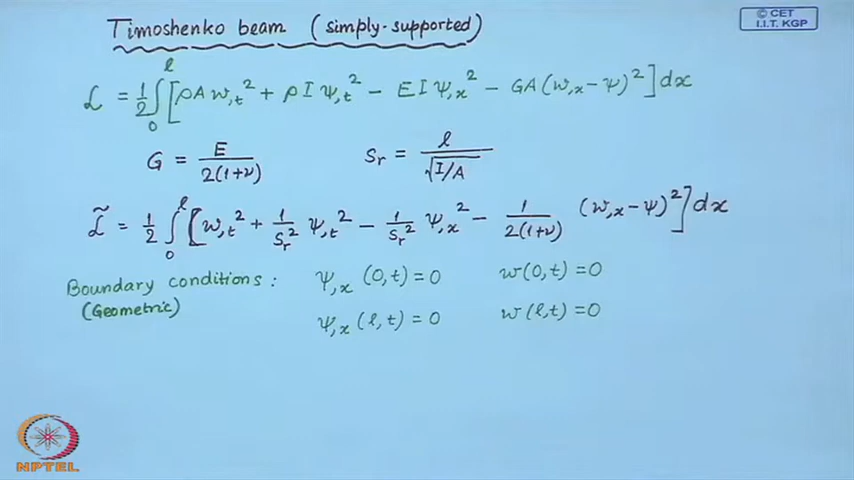 Timoshenko beam (simply-supported)
© CET
I.I.T. KGP
𝓛 = 1/2 ∫₀ˡ [ρA w,t² + ρI ψ,t² − EI ψ,x² − GA (w,x − ψ)²] dx
G = E / 2(1+ν)    Sr = l / √(I/A)
𝓛̃ = 1/2 ∫₀ˡ [w,t² + 1/Sr² ψ,t² − 1/Sr² ψ,x² − 1/2(1+ν) (w,x − ψ)²] dx
Boundary conditions : ψ,x (0,t) = 0    w(0,t) = 0
(Geometric) ψ,x (l,t) = 0    w(l,t) = 0
NPTEL